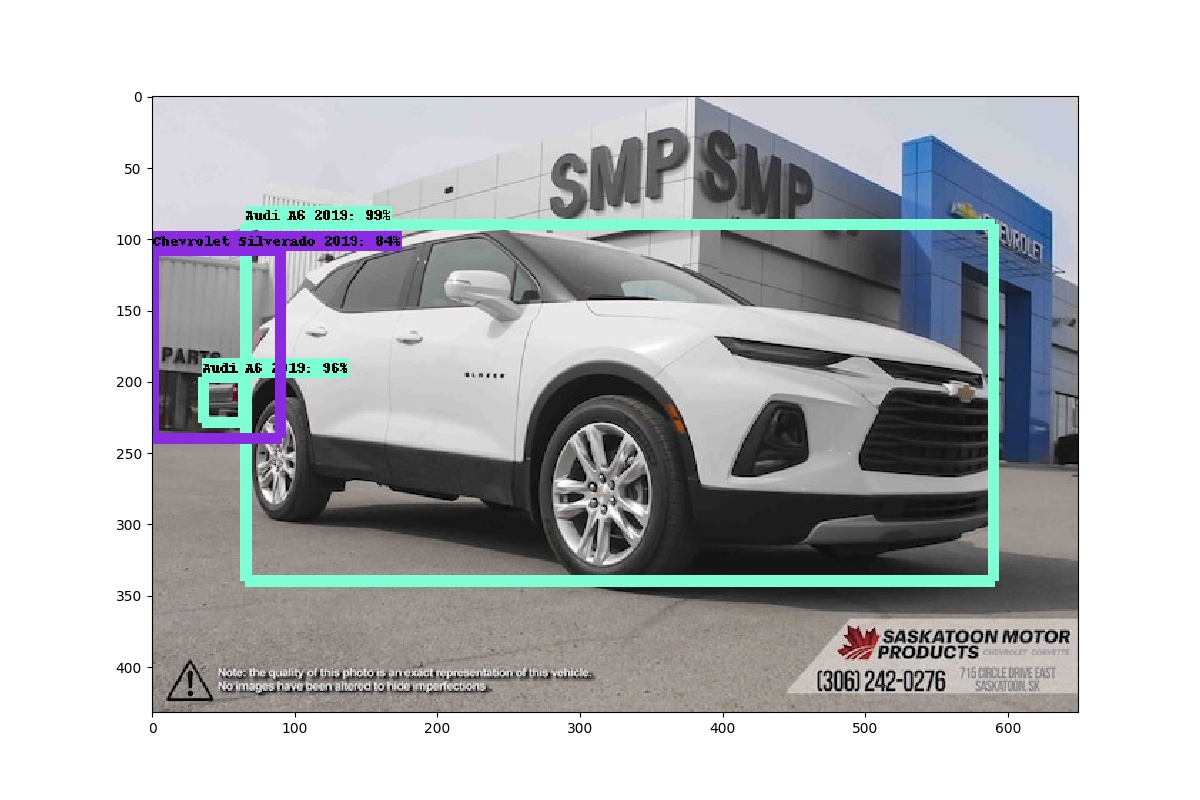 0
50
100
150
200
250
300
350
400
0
100
200
300
400
500
600
SMP SMP
CHEVROLET
Audi A6 2019: 99%
Chevrolet Silverado 2019: 84%
PARTS
Audi A6 2019: 96%
BLAZER
SASKATOON MOTOR
PRODUCTS CHEVROLET CORVETTE
(306) 242-0276
715 CIRCLE DRIVE EAST
SASKATOON, SK
Note: the quality of this photo is an exact representation of this vehicle.
No images have been altered to hide imperfections